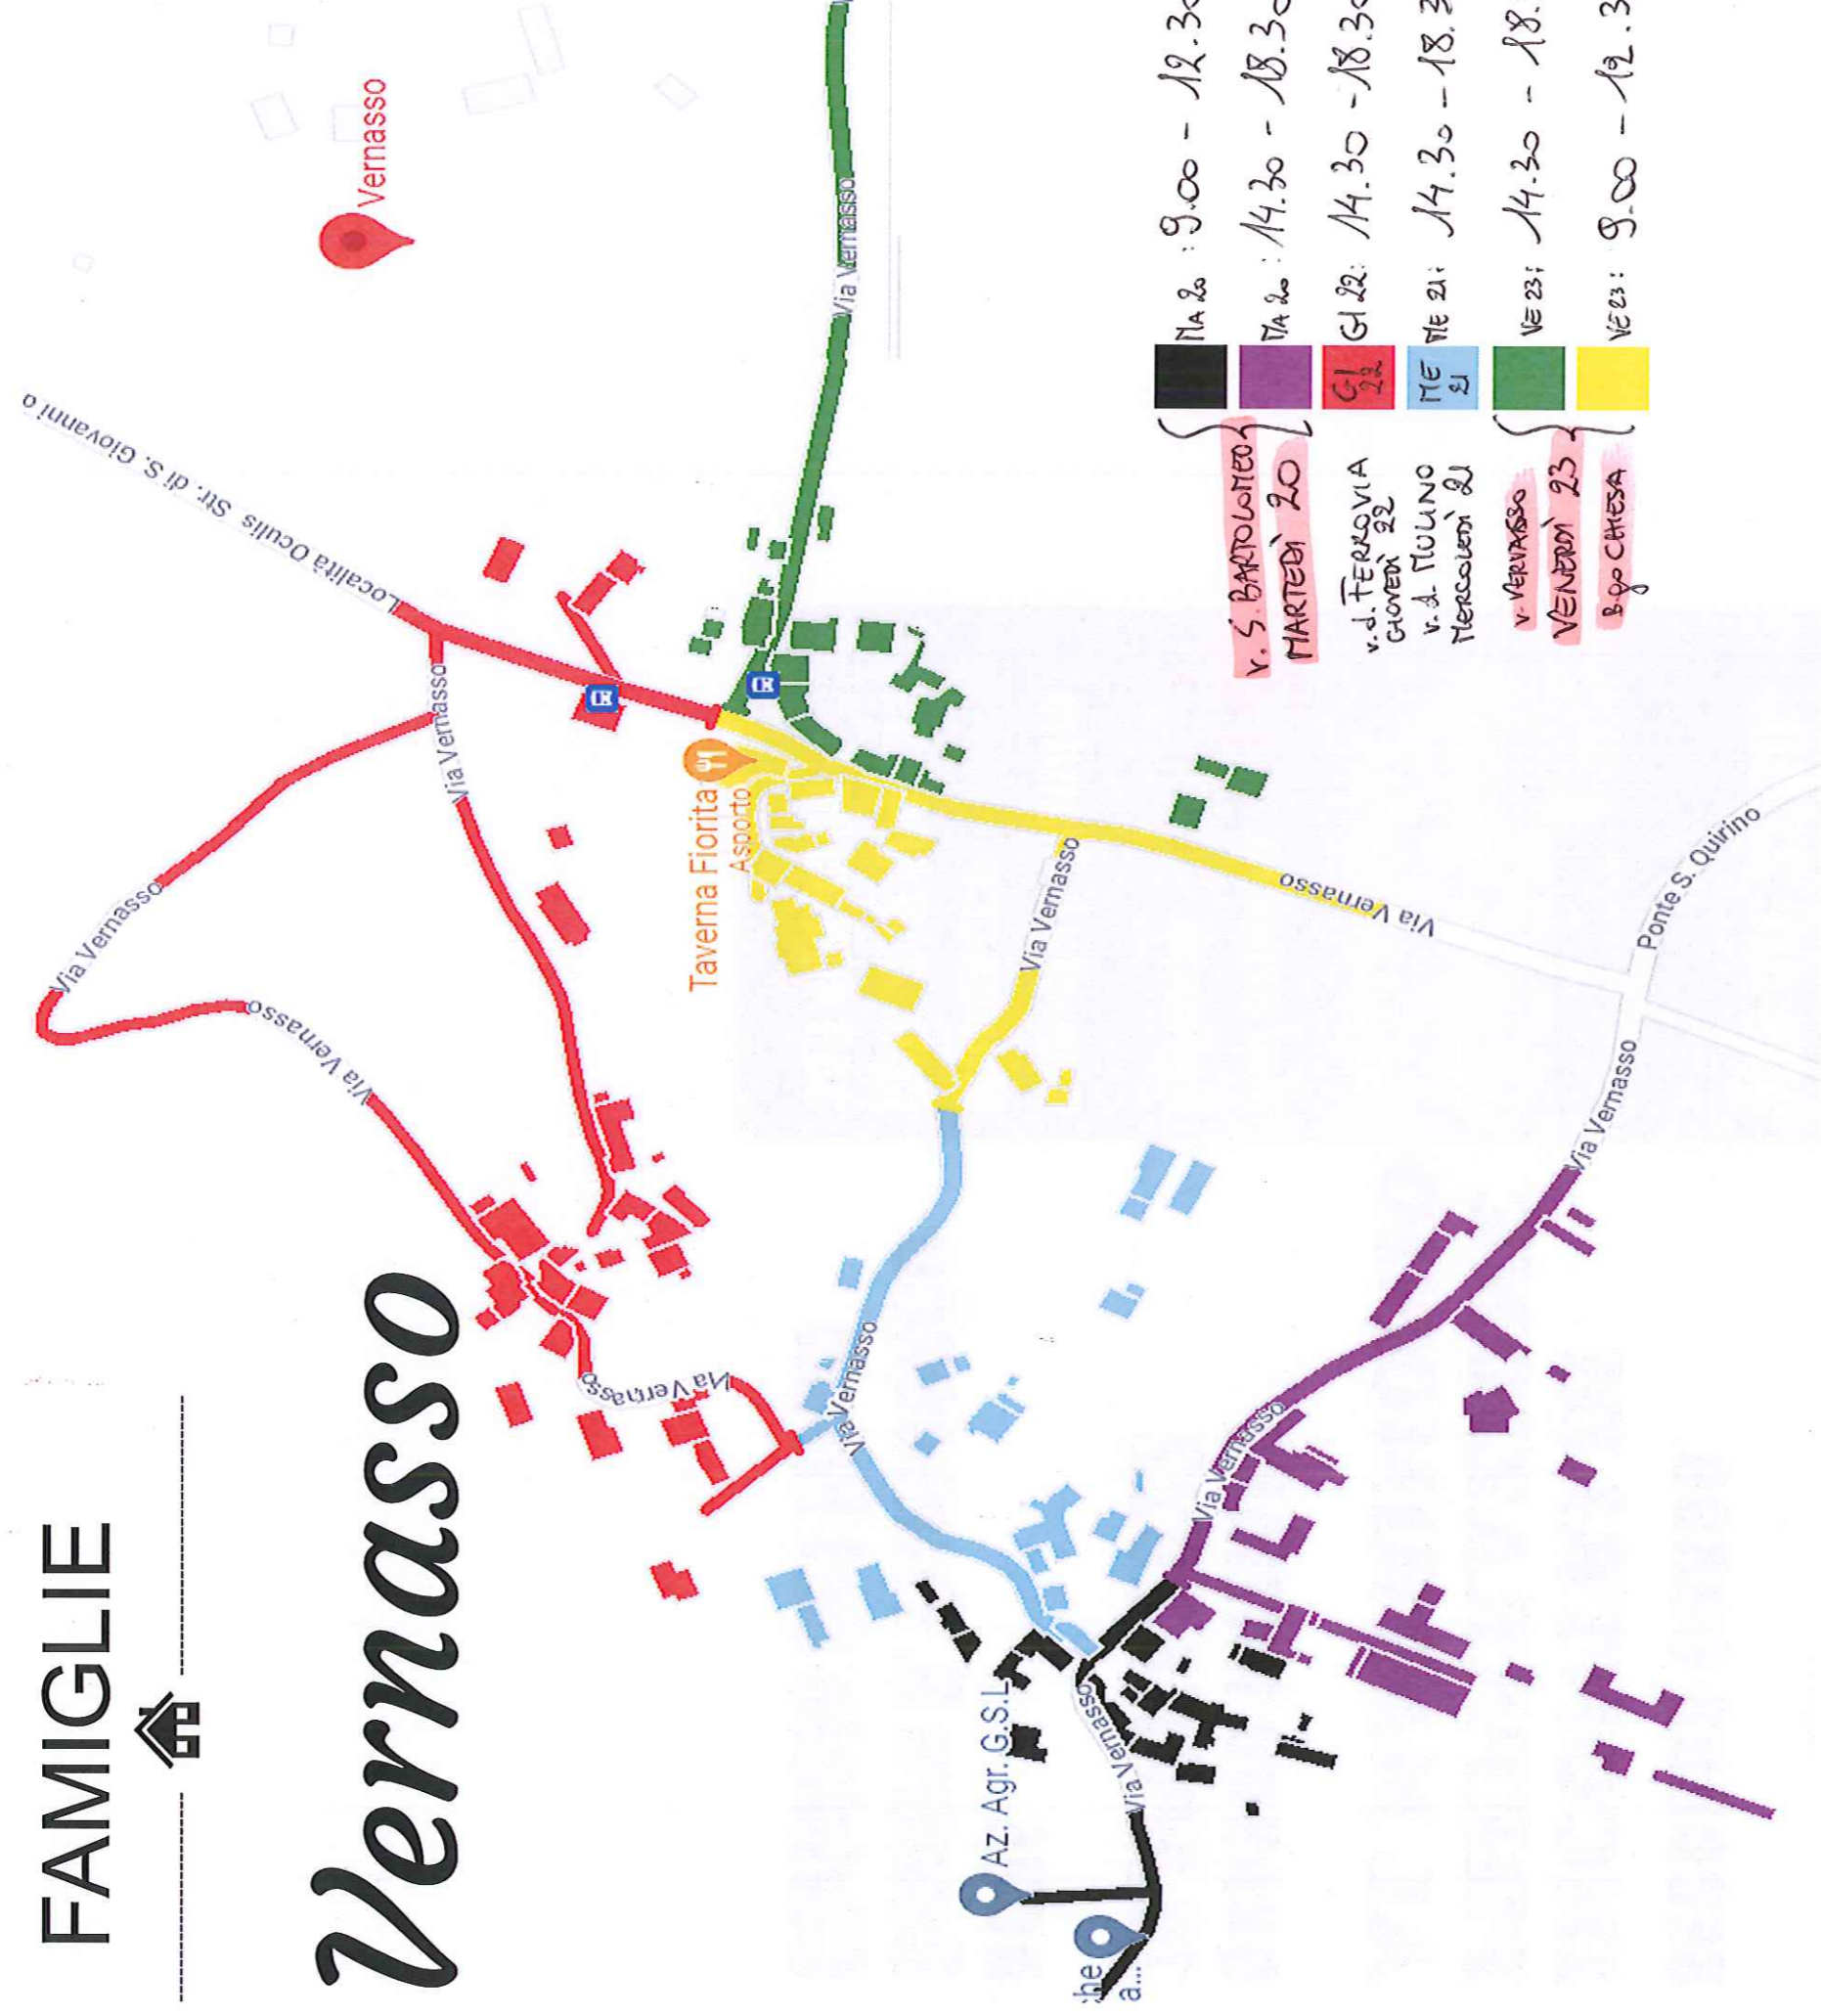 FAMIGLIE
Vernasso
Vernasso
Località Oculis Str. di S. Giovanni a
Via Vernasso
Via Vernasso
Via Vernasso
Via Vernasso
Via Vernasso
Via Vernasso
Taverna Fiorita
Asporto
Via Vernasso
Via Vernasso
Via Vernasso
Ponte S. Quirino
Via Vernasso
Via Vernasso
Via Vernasso
Az. Agr. G.S.L
che
a...
v. S. BARTOLOMEO
MARTEDÌ 20
MA 20: 9.00 - 12.30
MA 20: 14.30 - 18.30
v. d. FERROVIA
GIOVEDÌ 22
GI 22
GI 22: 14.30 - 18.30
v. d. MULINO
MERCOLEDÌ 21
ME 21
ME 21: 14.30 - 18.3
v. VERNASSO
VENERDÌ 23
VE 23: 14.30 - 18.
B.go CHIESA
VE 23: 9.00 - 12.3